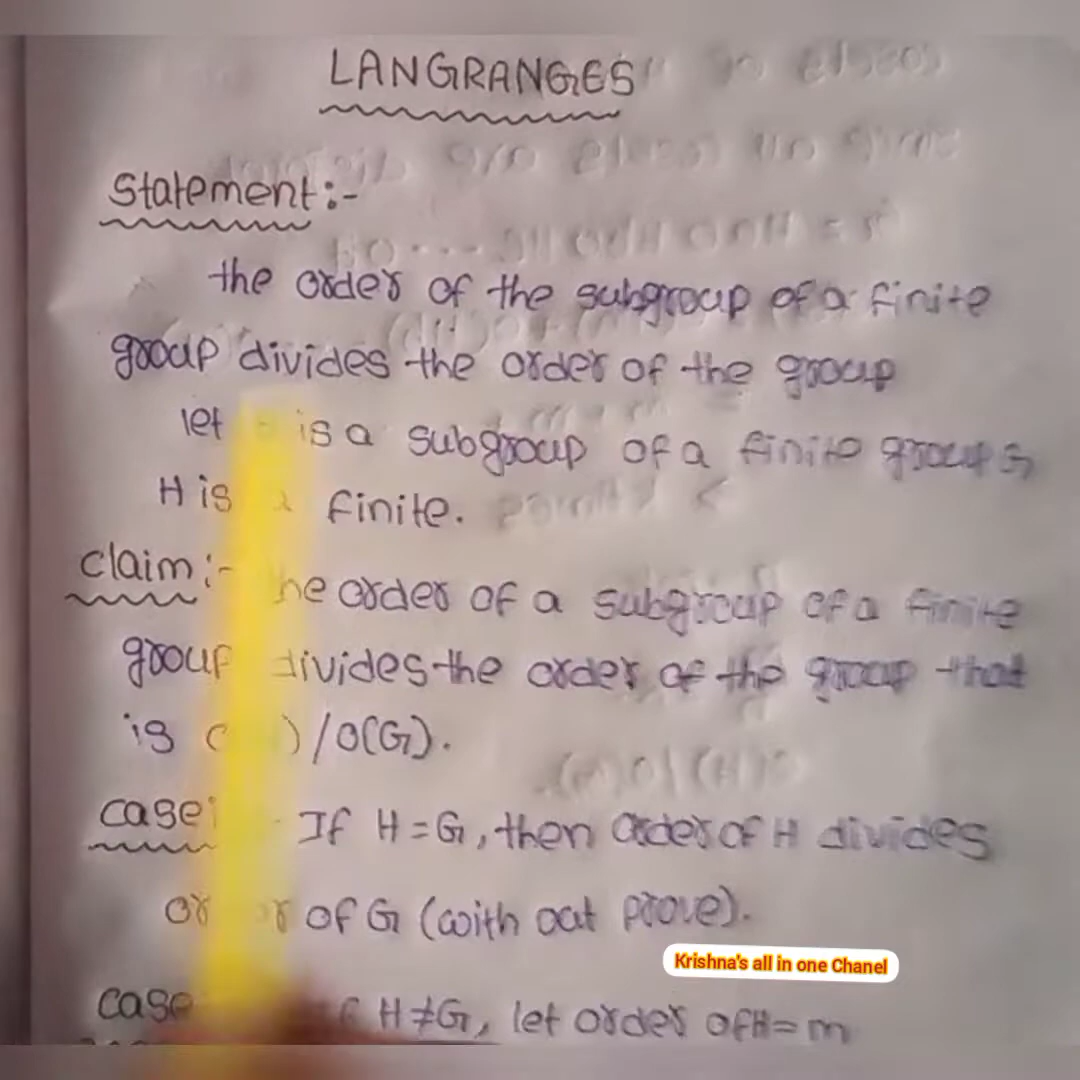 LANGRANGES
Statement:-
the order of the subgroup of a finite
group divides the order of the group
let is a subgroup of a finite group G
H is finite.
claim:- the order of a subgroup of a finite
group divides the order of the group that
is )/O(G).
case If H = G, then order of H divides
order of G (with out prove).
Krishna's all in one Chanel
case H≠G, let order of H = m